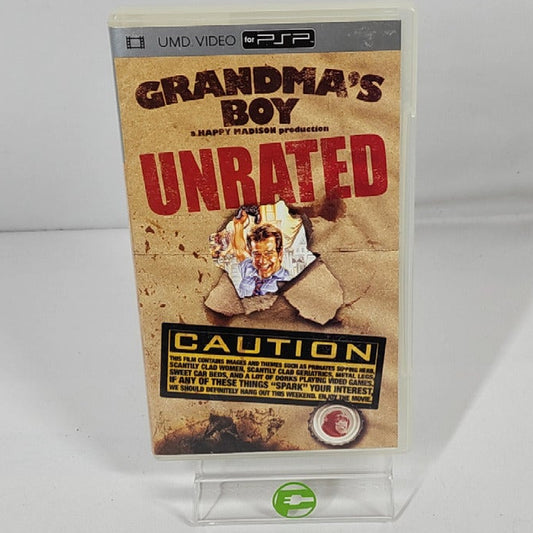 UMD. VIDEO for PSP
GRANDMA'S
BOY
a HAPPY MADISON production
UNRATED
CAUTION
THIS FILM CONTAINS IMAGES AND THEMES SUCH AS PRIMATES SIPPING HERB,
SCANTILY CLAD WOMEN, SCANTILY CLAD GERIATRICS, METAL LEGS,
SWEET CAR BEDS, AND A LOT OF DORKS PLAYING VIDEO GAMES.
IF ANY OF THESE THINGS "SPARK" YOUR INTEREST,
WE SHOULD DEFINITELY HANG OUT THIS WEEKEND. ENJOY THE MOVIE.